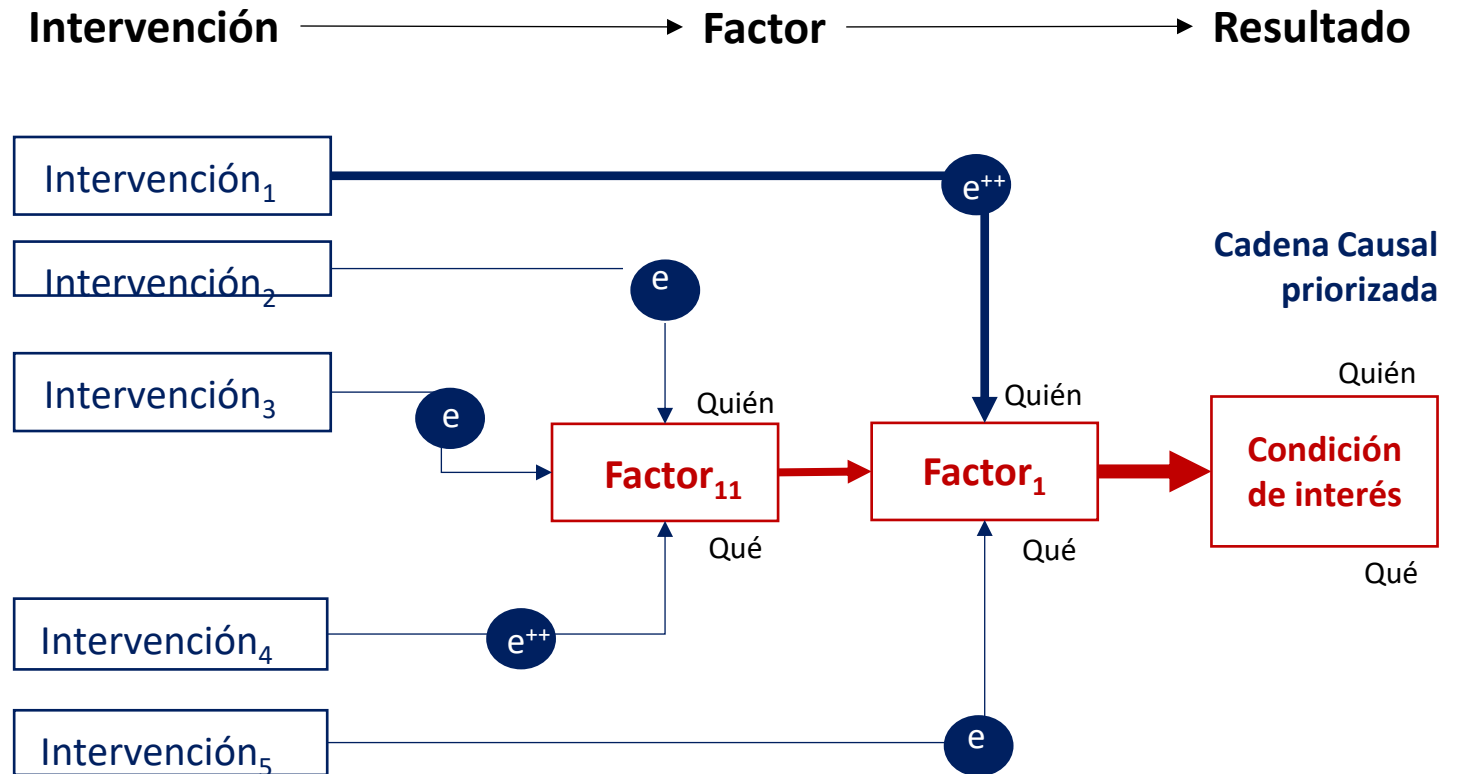 Intervención Factor Resultado
Intervención₁
e⁺⁺
Intervención₂
e
Cadena Causal
priorizada
Intervención₃
e
Quién
Quién
Quién
Factor₁₁
Factor₁
Condición
de interés
Qué
Qué
Qué
Intervención₄
e⁺⁺
Intervención₅
e